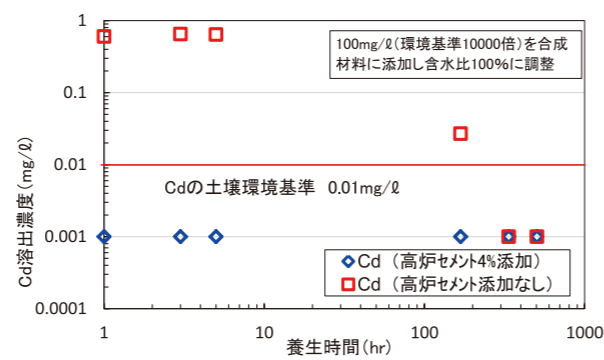 Cd溶出濃度(mg/ℓ)
1
0.1
0.01
0.001
0.0001
100mg/ℓ(環境基準10000倍)を合成
材料に添加し含水比100%に調整
Cdの土壌環境基準 0.01mg/ℓ
Cd (高炉セメント4%添加)
Cd (高炉セメント添加なし)
1 10 100 1000
養生時間(hr)